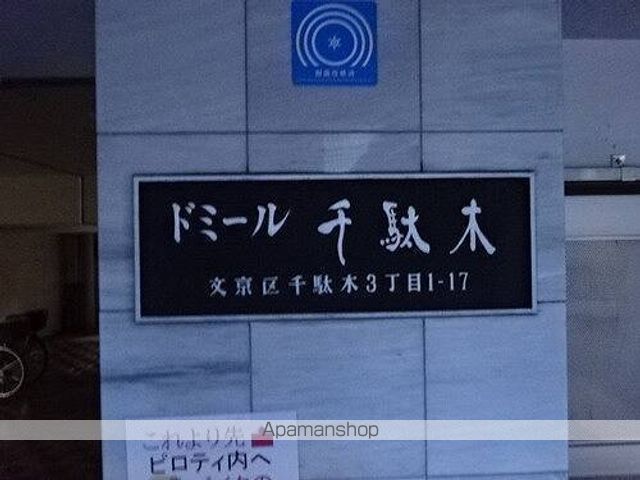 ドミール 千駄木
文京区千駄木3丁目1-17
これより先
Apamanshop
ピロティ内へ